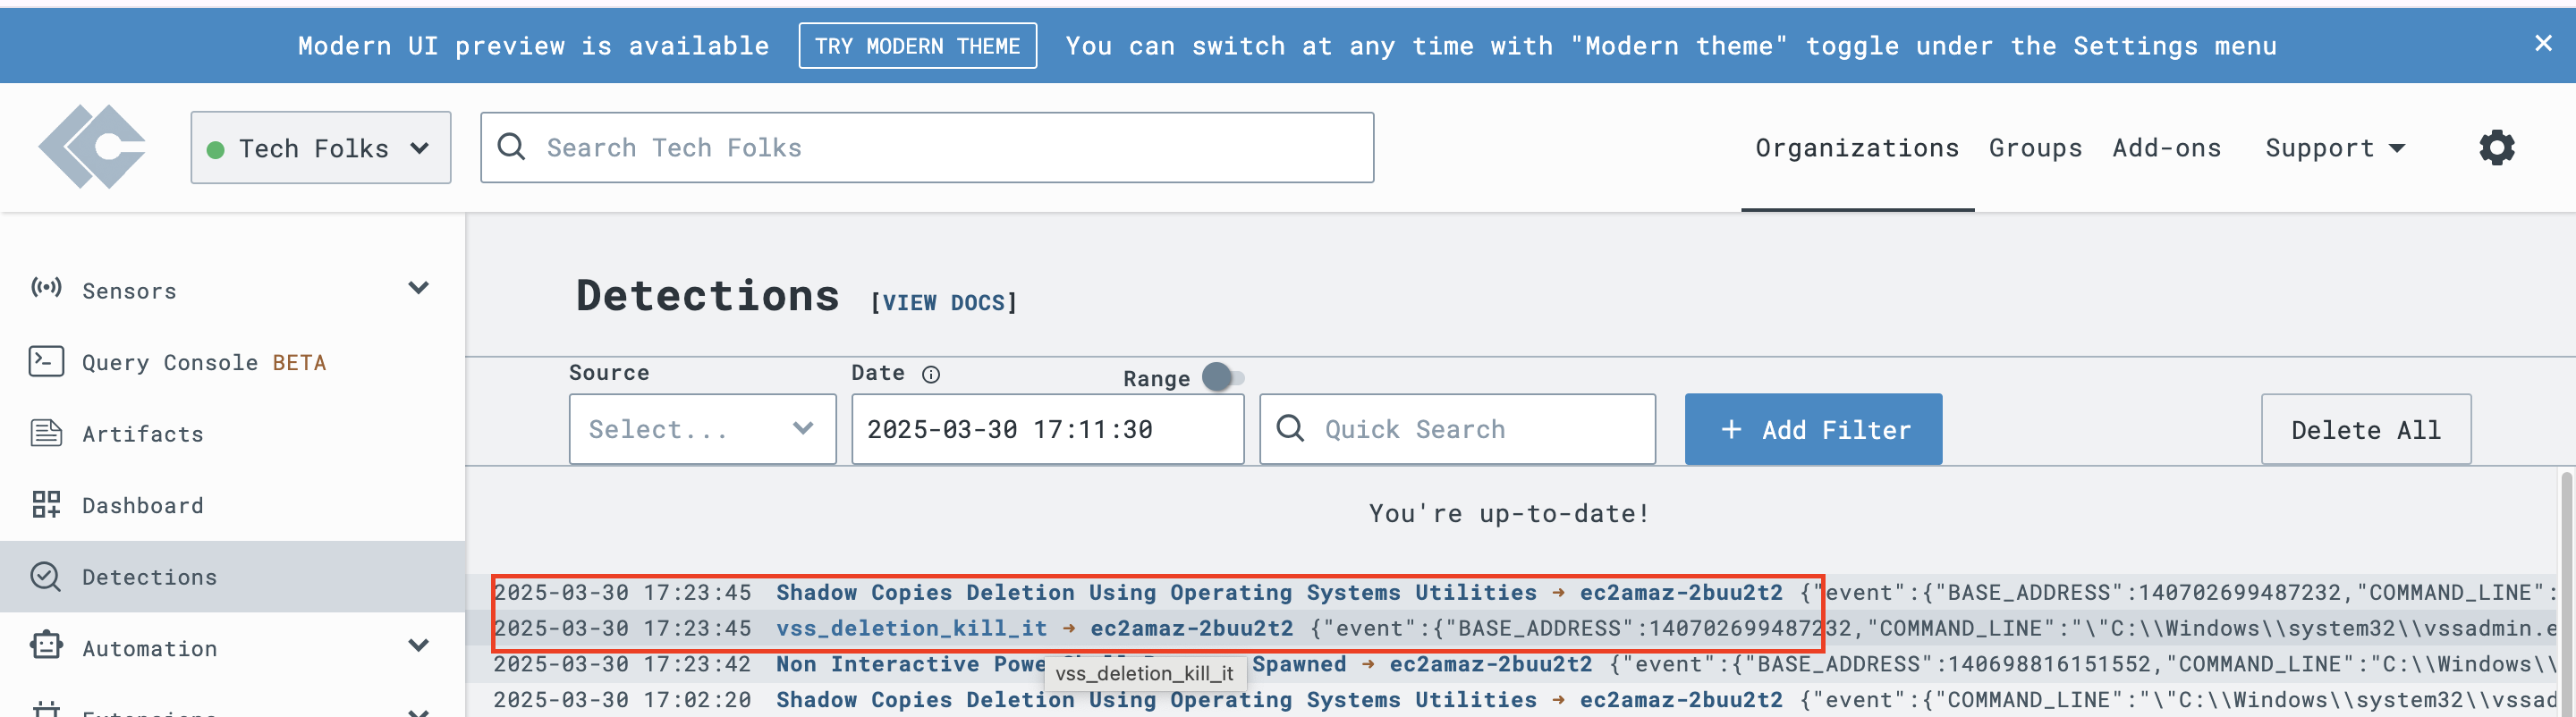 Modern UI preview is available TRY MODERN THEME You can switch at any time with "Modern theme" toggle under the Settings menu
Tech Folks
Search Tech Folks
Organizations Groups Add-ons Support
Sensors
Query Console BETA
Artifacts
Dashboard
Detections
Automation
Extensions
Detections [VIEW DOCS]
Source Date Range
Select... 2025-03-30 17:11:30 Quick Search + Add Filter Delete All
You're up-to-date!
2025-03-30 17:23:45 Shadow Copies Deletion Using Operating Systems Utilities → ec2amaz-2buu2t2 {"event":{"BASE_ADDRESS":140702699487232,"COMMAND_LINE":
2025-03-30 17:23:45 vss_deletion_kill_it → ec2amaz-2buu2t2 {"event":{"BASE_ADDRESS":140702699487232,"COMMAND_LINE":"\"C:\\Windows\\system32\\vssadmin.e
2025-03-30 17:23:42 Non Interactive Spawned → ec2amaz-2buu2t2 {"event":{"BASE_ADDRESS":140698816151552,"COMMAND_LINE":"C:\\Windows\\
vss_deletion_kill_it
2025-03-30 17:02:20 Shadow Copies Deletion Using Operating Systems Utilities → ec2amaz-2buu2t2 {"event":{"COMMAND_LINE":"\"C:\\Windows\\system32\\vssad